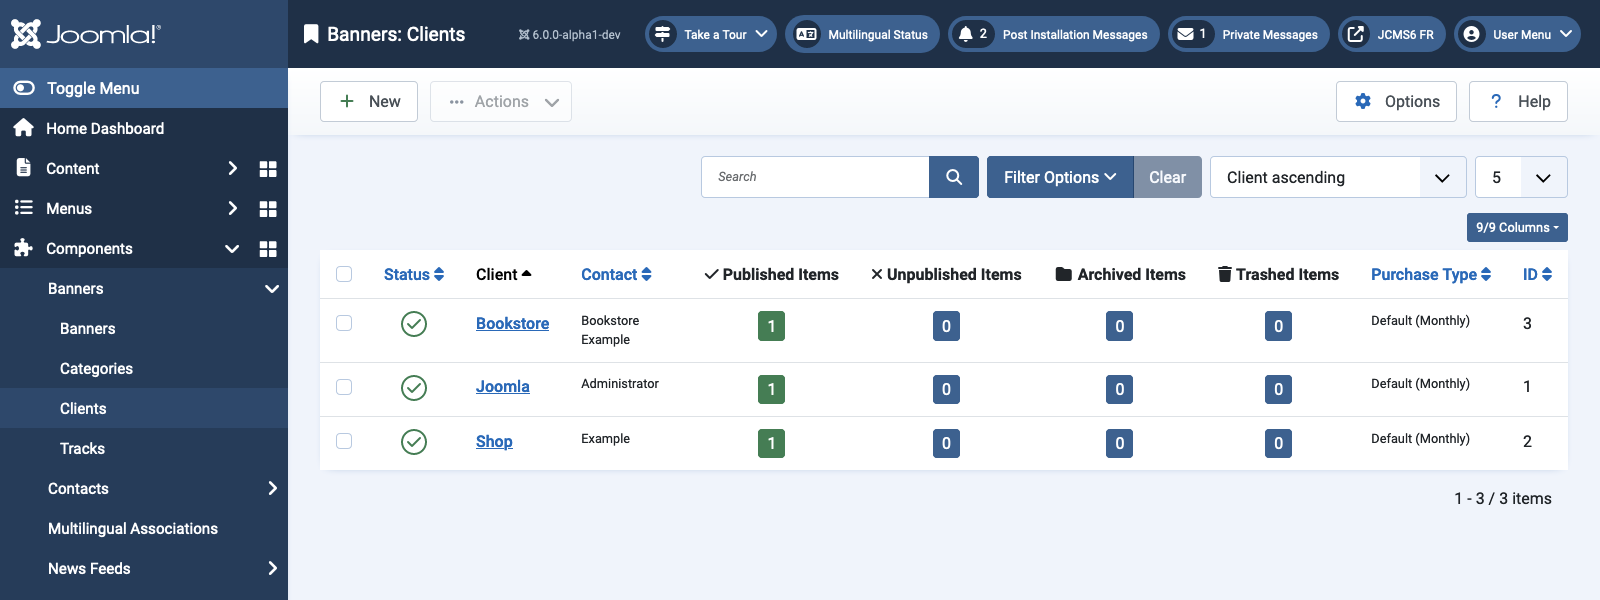 Joomla!®
Banners: Clients
6.0.0-alpha1-dev
Take a Tour
Multilingual Status
2 Post Installation Messages
1 Private Messages
JCMS6 FR
User Menu
Toggle Menu
Home Dashboard
Content
Menus
Components
Banners
Banners
Categories
Clients
Tracks
Contacts
Multilingual Associations
News Feeds
New
Actions
Options
? Help
Search
Filter Options
Clear
Client ascending
5
9/9 Columns
Status Client Contact Published Items Unpublished Items Archived Items Trashed Items Purchase Type ID
Bookstore Bookstore 1 0 0 0 Default (Monthly) 3
Example
Joomla Administrator 1 0 0 0 Default (Monthly) 1
Shop Example 1 0 0 0 Default (Monthly) 2
1 - 3 / 3 items